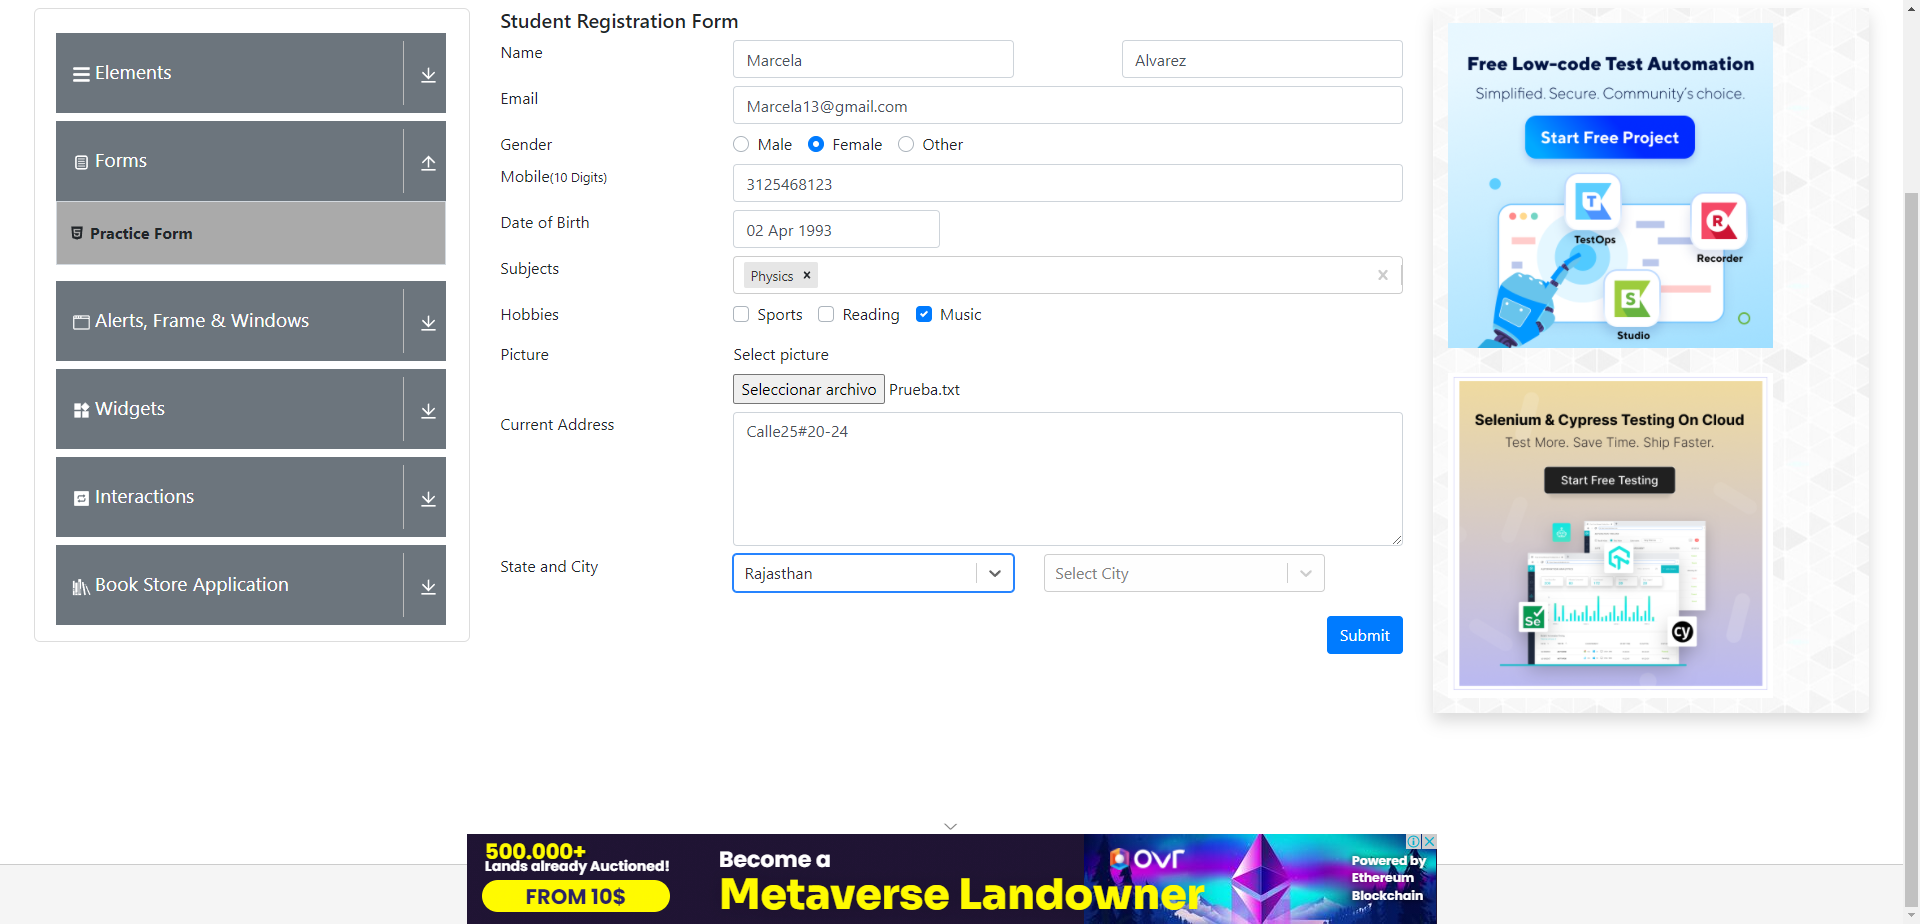 Elements
Forms
Practice Form
Alerts, Frame & Windows
Widgets
Interactions
Book Store Application
Student Registration Form
Name
Marcela
Alvarez
Email
Marcela13@gmail.com
Gender
Male Female Other
Mobile(10 Digits)
3125468123
Date of Birth
02 Apr 1993
Subjects
Physics
Hobbies
Sports Reading Music
Picture
Select picture
Seleccionar archivo Prueba.txt
Current Address
Calle25#20-24
State and City
Rajasthan
Select City
Submit
Free Low-code Test Automation
Simplified. Secure. Community's choice.
Start Free Project
TestOps
Recorder
Studio
Selenium & Cypress Testing On Cloud
Test More. Save Time. Ship Faster.
Start Free Testing
Se
cy
500.000+
Lands already Auctioned!
FROM 10$
Become a
Metaverse Landowner
OVR
Powered by
Ethereum
Blockchain